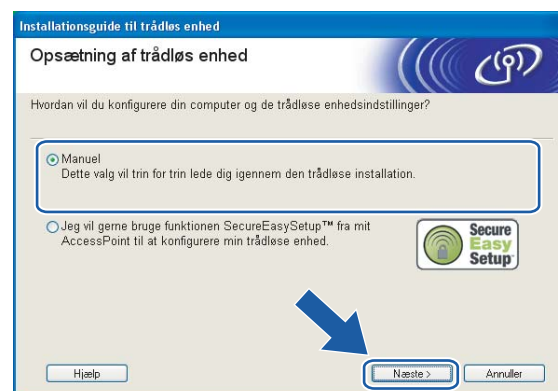 Installationsguide til trådløs enhed
Opsætning af trådløs enhed
Hvordan vil du konfigurere din computer og de trådløse enhedsindstillinger?
Manuel
Dette valg vil trin for trin lede dig igennem den trådløse installation.
Jeg vil gerne bruge funktionen SecureEasySetup™ fra mit
AccessPoint til at konfigurere min trådløse enhed.
Secure
Easy
Setup
Hjælp
Næste >
Annuller